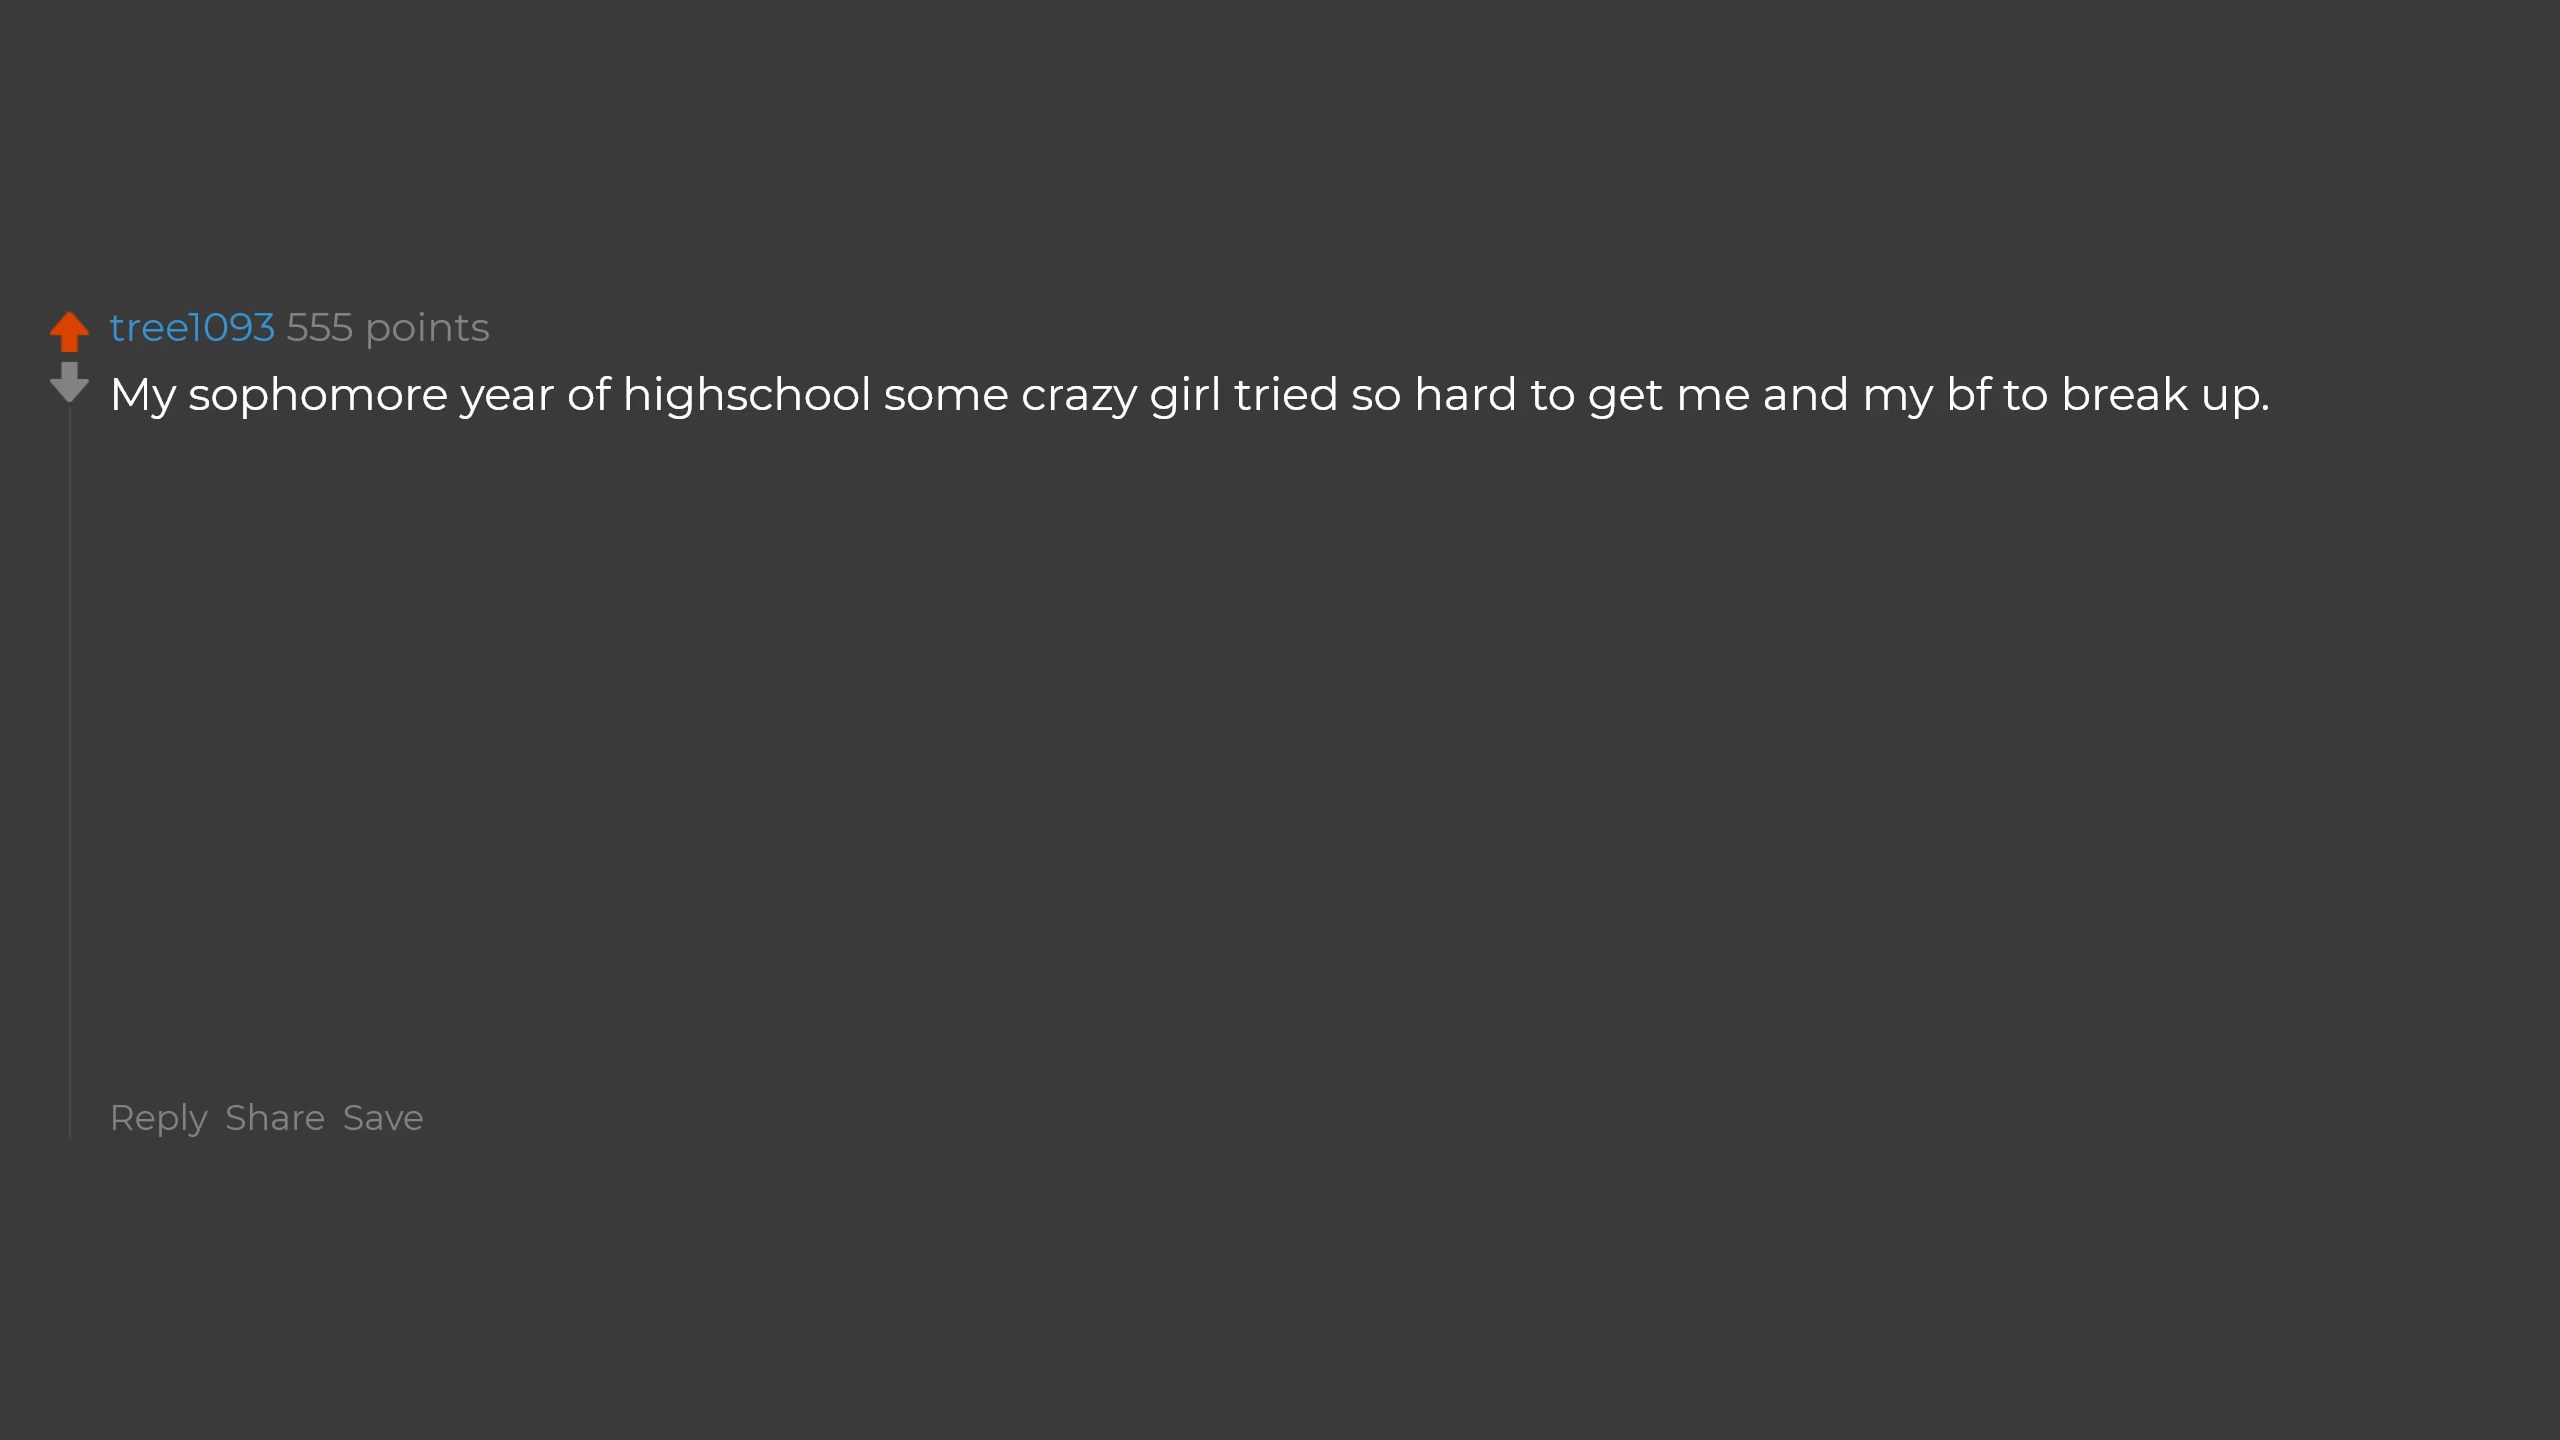 tree1093 555 points
My sophomore year of highschool some crazy girl tried so hard to get me and my bf to break up.
Reply Share Save